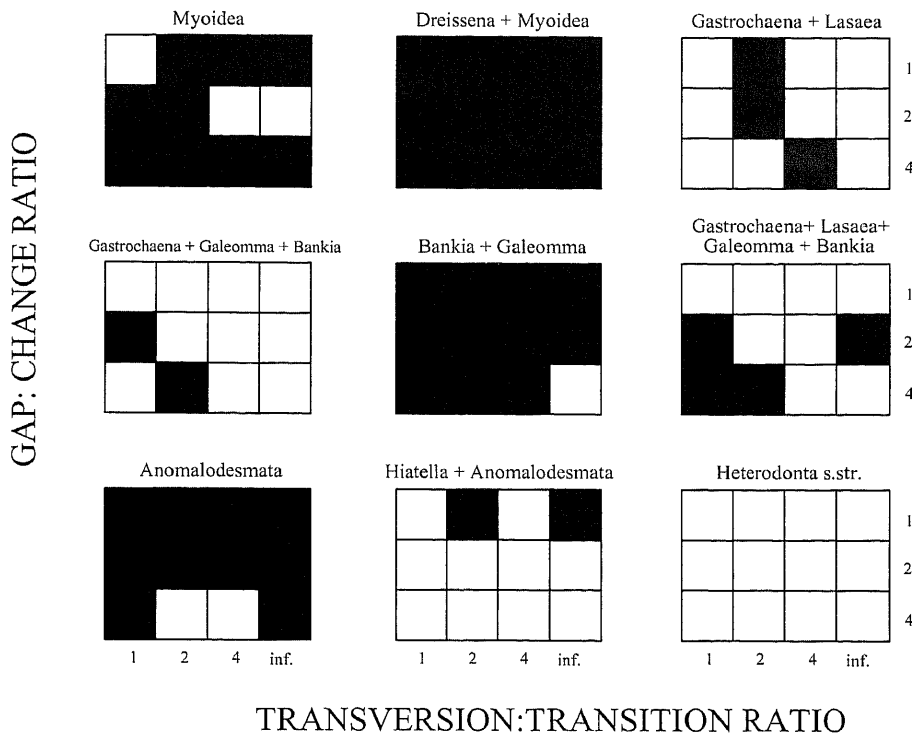 Myoidea
Dreissena + Myoidea
Gastrochaena + Lasaea
1
2
4
Gastrochaena + Galeomma + Bankia
Bankia + Galeomma
Gastrochaena+ Lasaea+
Galeomma + Bankia
1
2
4
Anomalodesmata
Hiatella + Anomalodesmata
Heterodonta s.str.
1
2
4
1 2 4 inf.
1 2 4 inf.
1 2 4 inf.
GAP: CHANGE RATIO
TRANSVERSION:TRANSITION RATIO